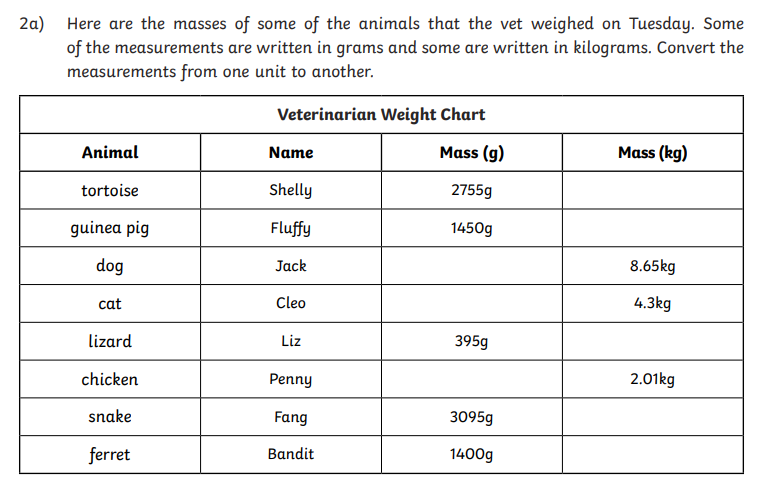 2a) Here are the masses of some of the animals that the vet weighed on Tuesday. Some
of the measurements are written in grams and some are written in kilograms. Convert the
measurements from one unit to another.
Veterinarian Weight Chart
Animal Name Mass (g) Mass (kg)
tortoise Shelly 2755g
guinea pig Fluffy 1450g
dog Jack 8.65kg
cat Cleo 4.3kg
lizard Liz 395g
chicken Penny 2.01kg
snake Fang 3095g
ferret Bandit 1400g